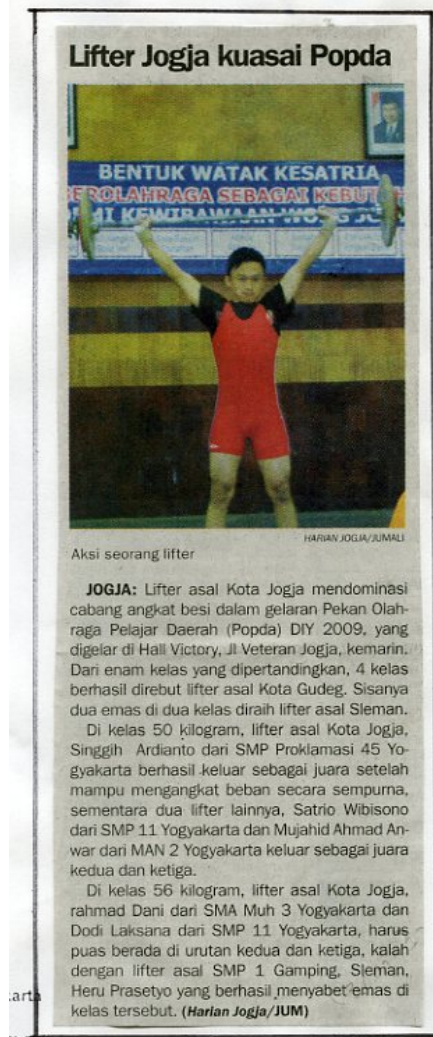 Lifter Jogja kuasai Popda
BENTUK WATAK KESATRIA
BEROLAHRAGA SEBAGAI KEBUT H
EMI KEWIBAWAAN WONG JO
HARIAN JOGJA/JUMALI
Aksi seorang lifter
JOGJA: Lifter asal Kota Jogja mendominasi
cabang angkat besi dalam gelaran Pekan Olah-
raga Pelajar Daerah (Popda) DIY 2009, yang
digelar di Hall Victory, Jl Veteran Jogja, kemarin.
Dari enam kelas yang dipertandingkan, 4 kelas
berhasil direbut lifter asal Kota Gudeg. Sisanya
dua emas di dua kelas diraih lifter asal Sleman.
Di kelas 50 kilogram, lifter asal Kota Jogja,
Singgih Ardianto dari SMP Proklamasi 45 Yo-
gyakarta berhasil keluar sebagai juara setelah
mampu mengangkat beban secara sempurna,
sementara dua lifter lainnya, Satrio Wibisono
dari SMP 11 Yogyakarta dan Mujahid Ahmad An-
war dari MAN 2 Yogyakarta keluar sebagai juara
kedua dan ketiga.
Di kelas 56 kilogram, lifter asal Kota Jogja,
rahmad Dani dari SMA Muh 3 Yogyakarta dan
Dodi Laksana dari SMP 11 Yogyakarta, harus
puas berada di urutan kedua dan ketiga, kalah
dengan lifter asal SMP 1 Gamping, Sleman,
Heru Prasetyo yang berhasil menyabet emas di
kelas tersebut. (Harian Jogja/JUM)
arta